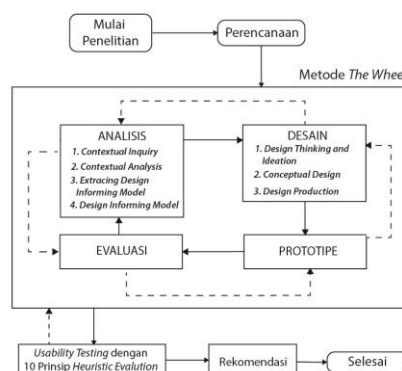 Mulai
Penelitian
Perencanaan
Metode The Whee
ANALISIS
1. Contextual Inquiry
2. Contextual Analysis
3. Extracing Design
Informing Model
4. Design Informing Model
DESAIN
1. Design Thinking and
Ideation
2. Conceptual Design
3. Design Production
EVALUASI
PROTOTIPE
Usability Testing dengan
10 Prinsip Heuristic Evalution
Rekomendasi
Selesai